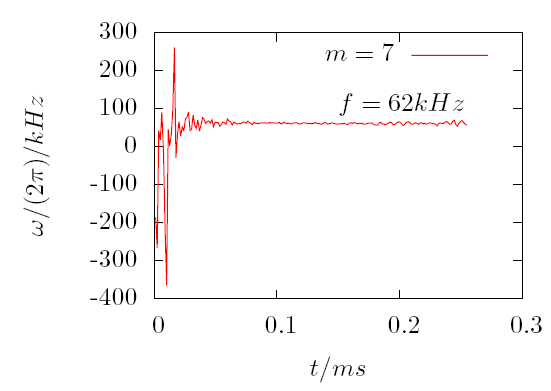 300
200
100
0
-100
-200
-300
-400
ω/(2π)/kHz
m = 7
f = 62kHz
0 0.1 0.2 0.3
t/ms